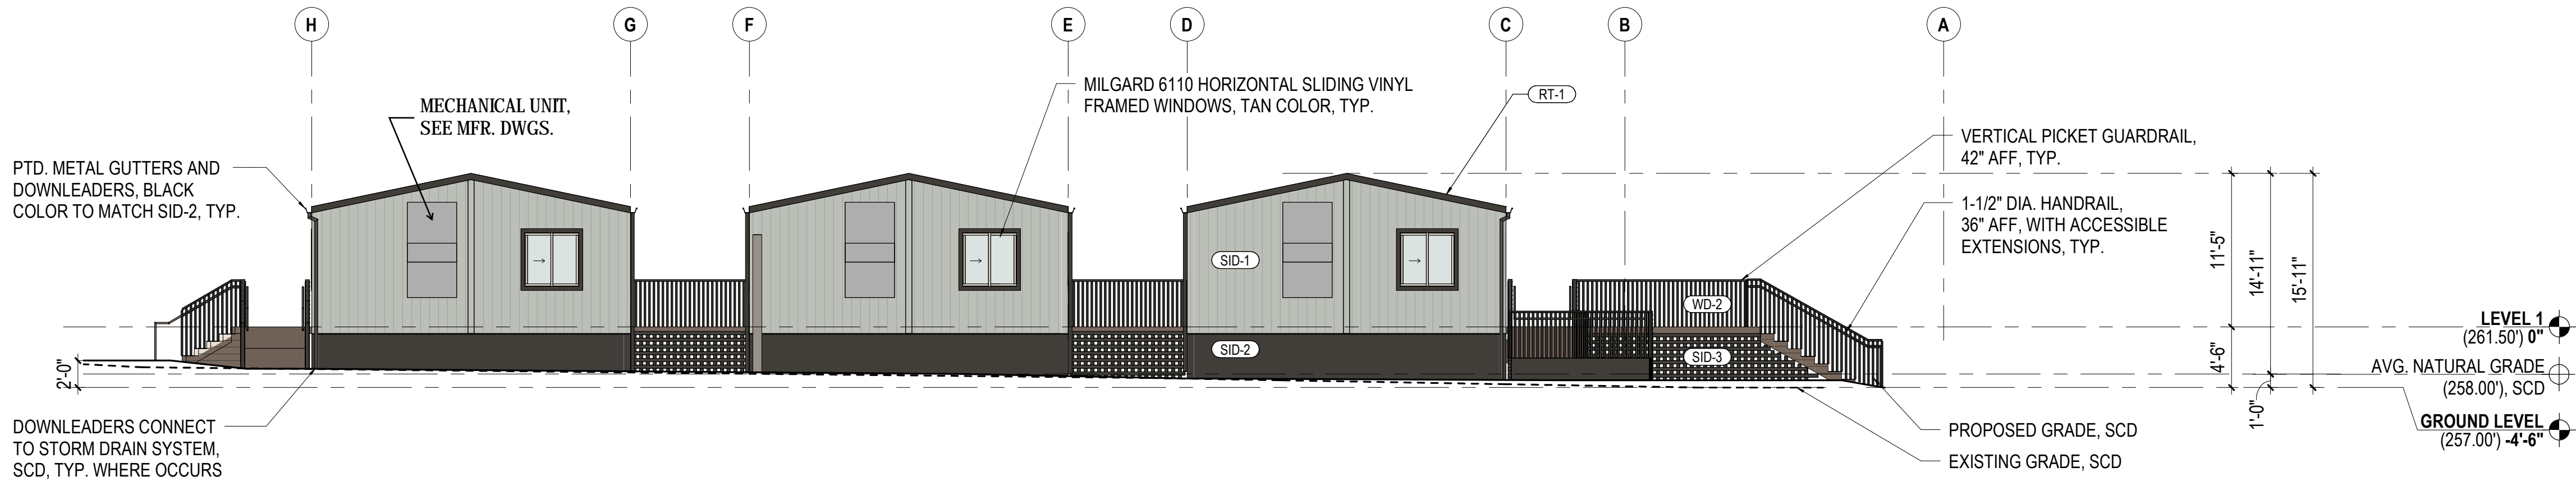 H
G
F
E
D
C
B
A
MECHANICAL UNIT,
SEE MFR. DWGS.
MILGARD 6110 HORIZONTAL SLIDING VINYL
FRAMED WINDOWS, TAN COLOR, TYP.
RT-1
VERTICAL PICKET GUARDRAIL,
42" AFF, TYP.
PTD. METAL GUTTERS AND
DOWNLEADERS, BLACK
COLOR TO MATCH SID-2, TYP.
1-1/2" DIA. HANDRAIL,
36" AFF, WITH ACCESSIBLE
EXTENSIONS, TYP.
SID-1
WD-2
SID-2
SID-3
11'-5"
14'-11"
15'-11"
4'-6"
1'-0"
2'-0"
LEVEL 1
(261.50') 0"
AVG. NATURAL GRADE
(258.00'), SCD
GROUND LEVEL
(257.00') -4'-6"
DOWNLEADERS CONNECT
TO STORM DRAIN SYSTEM,
SCD, TYP. WHERE OCCURS
PROPOSED GRADE, SCD
EXISTING GRADE, SCD